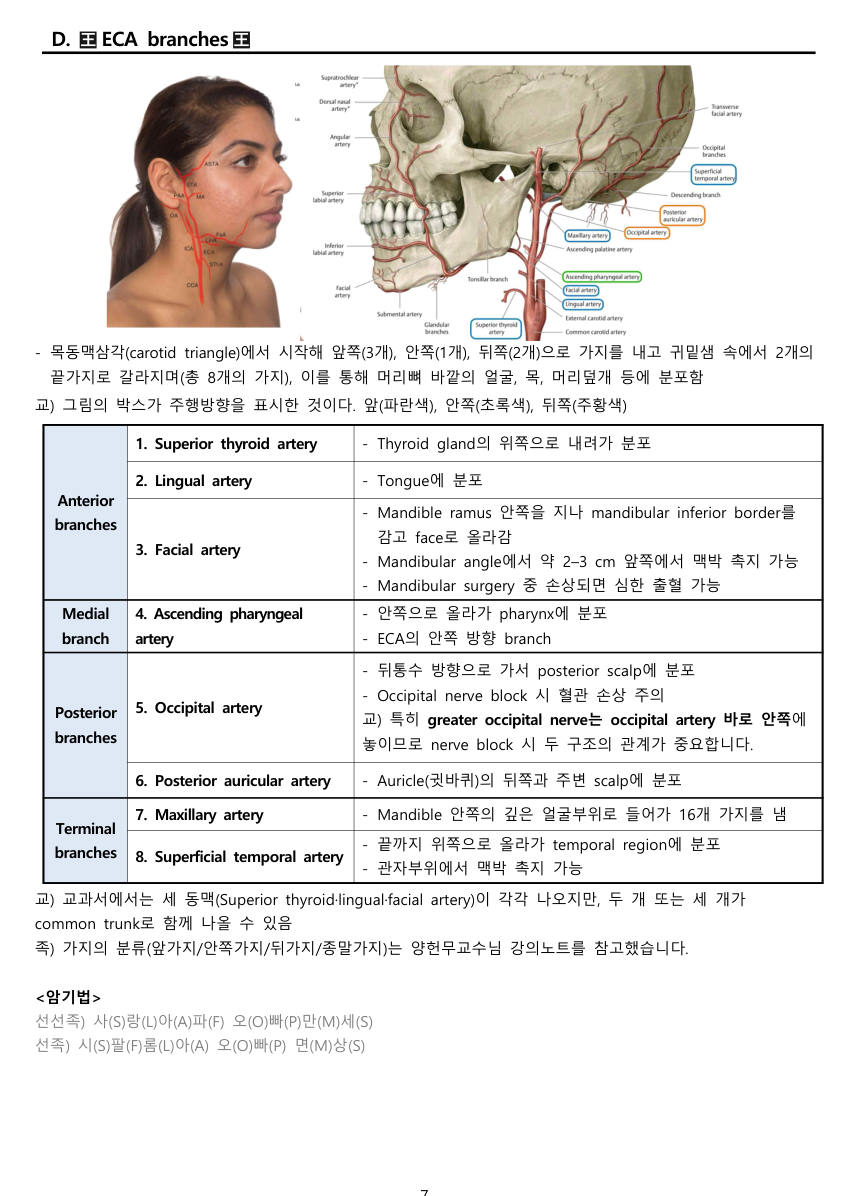 D. 王 ECA branches 王
ASTA
STA
PAA
MA
OA
FaA
LinA
ICA
ECA
SThA
CCA
Supratrochlear
artery*
Dorsal nasal
artery*
Angular
artery
Superior
labial artery
Inferior
labial artery
Facial
artery
Submental artery
Glandular
branches
Tonsillar branch
Superior thyroid
artery
Transverse
facial artery
Occipital
branches
Superficial
temporal artery
Descending branch
Posterior
auricular artery
Occipital artery
Maxillary artery
Ascending palatine artery
Ascending pharyngeal artery
Facial artery
Lingual artery
External carotid artery
Common carotid artery
- 목동맥삼각(carotid triangle)에서 시작해 앞쪽(3개), 안쪽(1개), 뒤쪽(2개)으로 가지를 내고 귀밑샘 속에서 2개의
끝가지로 갈라지며(총 8개의 가지), 이를 통해 머리뼈 바깥의 얼굴, 목, 머리덮개 등에 분포함
교) 그림의 박스가 주행방향을 표시한 것이다. 앞(파란색), 안쪽(초록색), 뒤쪽(주황색)
Anterior
branches
1. Superior thyroid artery
- Thyroid gland의 위쪽으로 내려가 분포
2. Lingual artery
- Tongue에 분포
3. Facial artery
- Mandible ramus 안쪽을 지나 mandibular inferior border를
감고 face로 올라감
- Mandibular angle에서 약 2–3 cm 앞쪽에서 맥박 촉지 가능
- Mandibular surgery 중 손상되면 심한 출혈 가능
Medial
branch
4. Ascending pharyngeal
artery
- 안쪽으로 올라가 pharynx에 분포
- ECA의 안쪽 방향 branch
Posterior
branches
5. Occipital artery
- 뒤통수 방향으로 가서 posterior scalp에 분포
- Occipital nerve block 시 혈관 손상 주의
교) 특히 greater occipital nerve는 occipital artery 바로 안쪽에
놓이므로 nerve block 시 두 구조의 관계가 중요합니다.
6. Posterior auricular artery
- Auricle(귓바퀴)의 뒤쪽과 주변 scalp에 분포
Terminal
branches
7. Maxillary artery
- Mandible 안쪽의 깊은 얼굴부위로 들어가 16개 가지를 냄
8. Superficial temporal artery
- 끝까지 위쪽으로 올라가 temporal region에 분포
- 관자부위에서 맥박 촉지 가능
교) 교과서에서는 세 동맥(Superior thyroid·lingual·facial artery)이 각각 나오지만, 두 개 또는 세 개가
common trunk로 함께 나올 수 있음
족) 가지의 분류(앞가지/안쪽가지/뒤가지/종말가지)는 양헌무교수님 강의노트를 참고했습니다.
<암기법>
선선족) 사(S)랑(L)아(A)파(F) 오(O)빠(P)만(M)세(S)
선족) 시(S)팔(F)롬(L)아(A) 오(O)빠(P) 면(M)상(S)
7